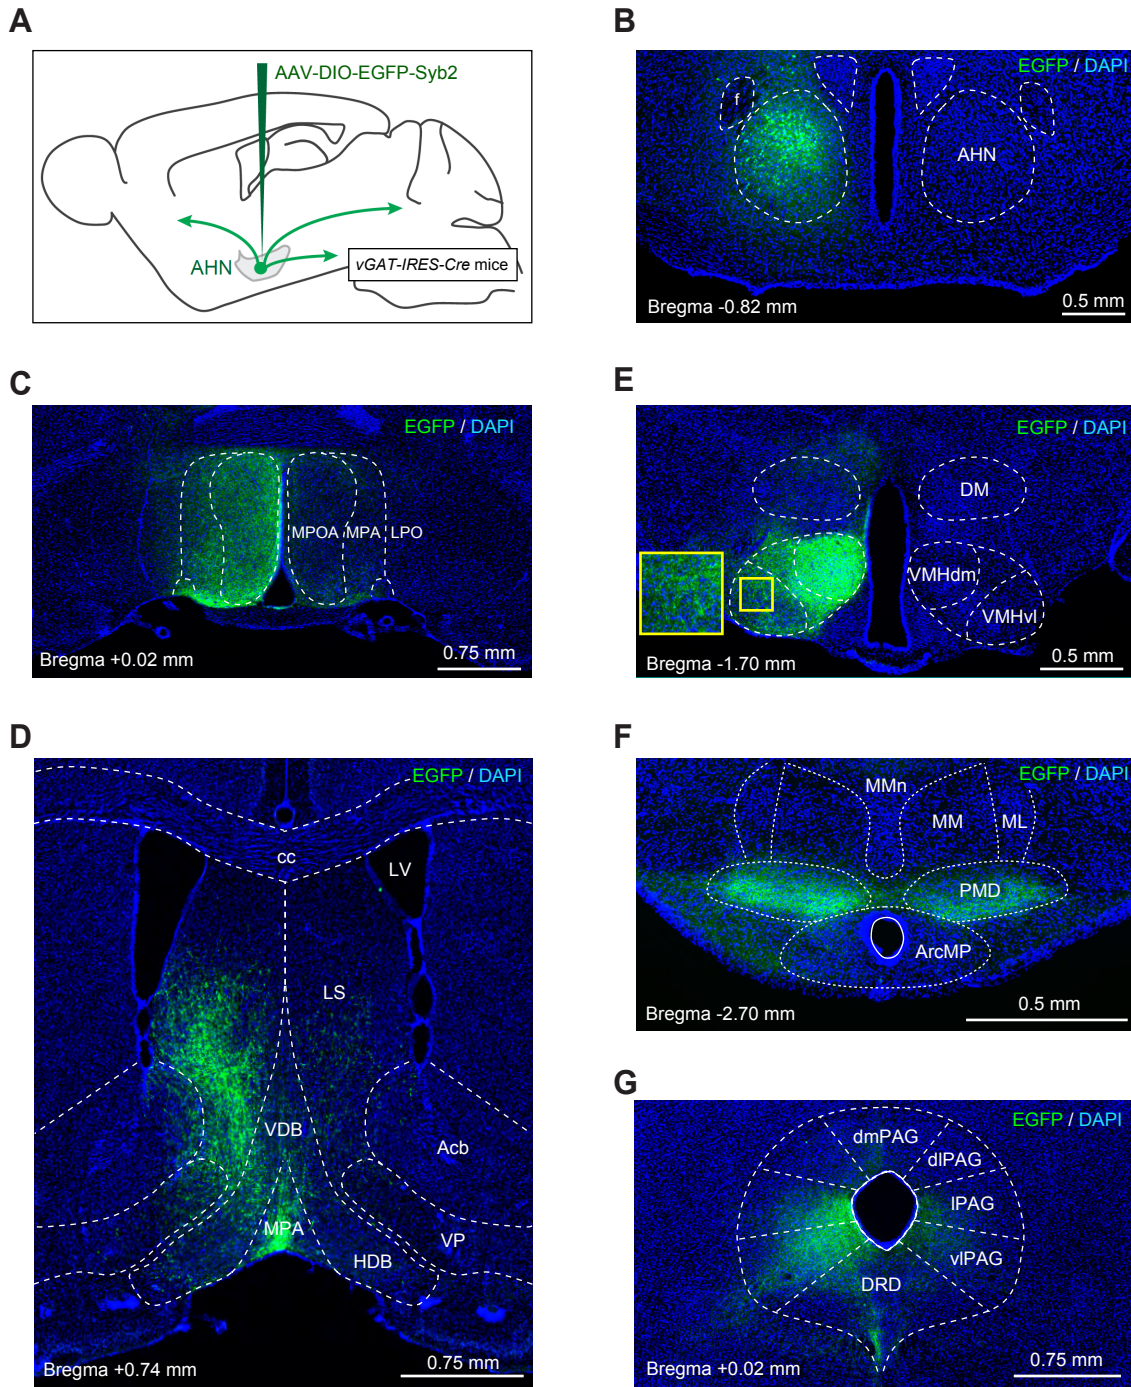 A
AAV-DIO-EGFP-Syb2
AHN
vGAT-IRES-Cre mice
B
EGFP / DAPI
f
AHN
Bregma -0.82 mm
0.5 mm
C
EGFP / DAPI
MPOA
MPA
LPO
Bregma +0.02 mm
0.75 mm
E
EGFP / DAPI
DM
VMHdm
VMHvl
Bregma -1.70 mm
0.5 mm
D
EGFP / DAPI
cc
LV
LS
VDB
Acb
MPA
VP
HDB
Bregma +0.74 mm
0.75 mm
F
EGFP / DAPI
MMn
MM
ML
PMD
ArcMP
Bregma -2.70 mm
0.5 mm
G
EGFP / DAPI
dmPAG
dlPAG
lPAG
vlPAG
DRD
Bregma +0.02 mm
0.75 mm